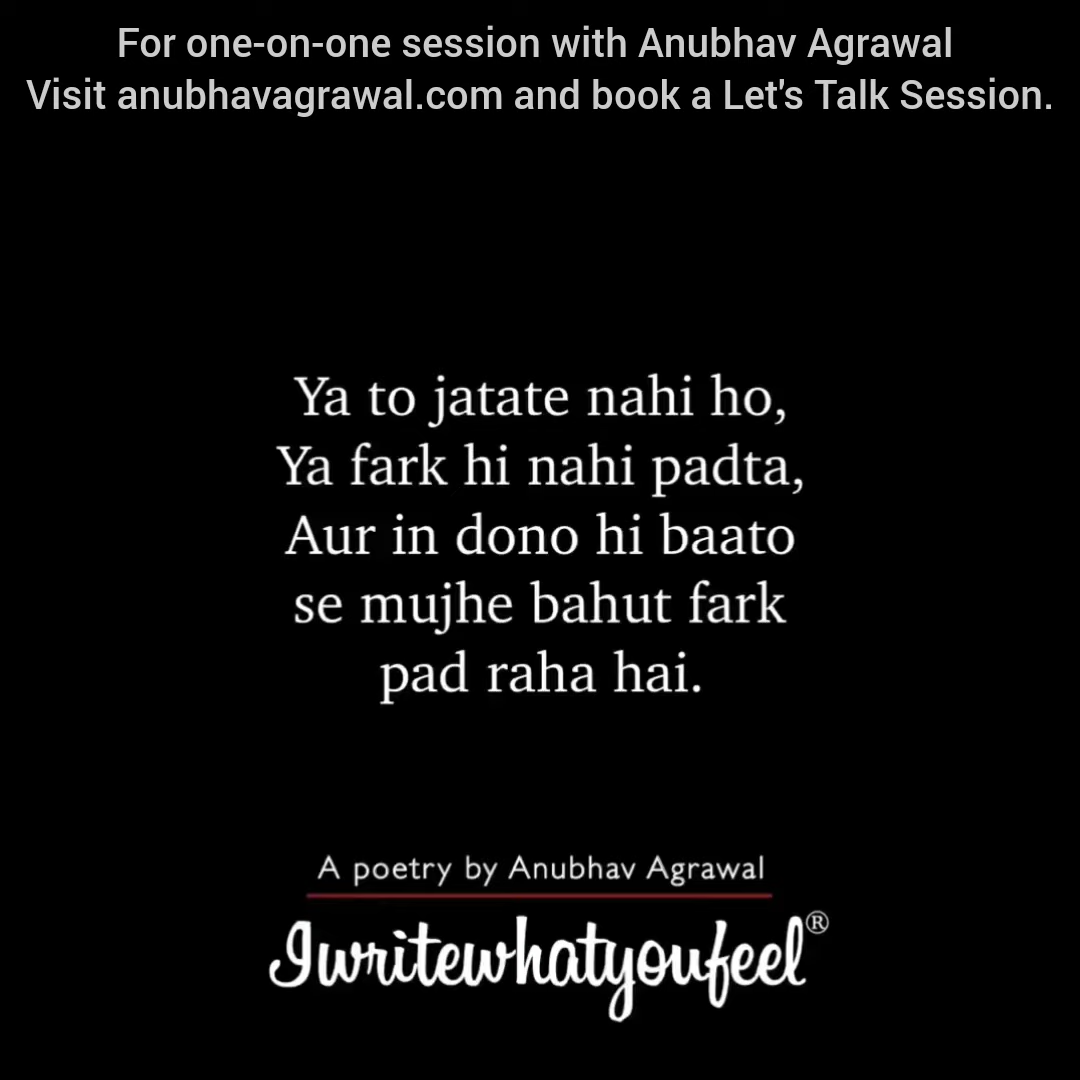 For one-on-one session with Anubhav Agrawal
Visit anubhavagrawal.com and book a Let's Talk Session.
Ya to jatate nahi ho,
Ya fark hi nahi padta,
Aur in dono hi baato
se mujhe bahut fark
pad raha hai.
A poetry by Anubhav Agrawal
Iwritewhatyoufeel®